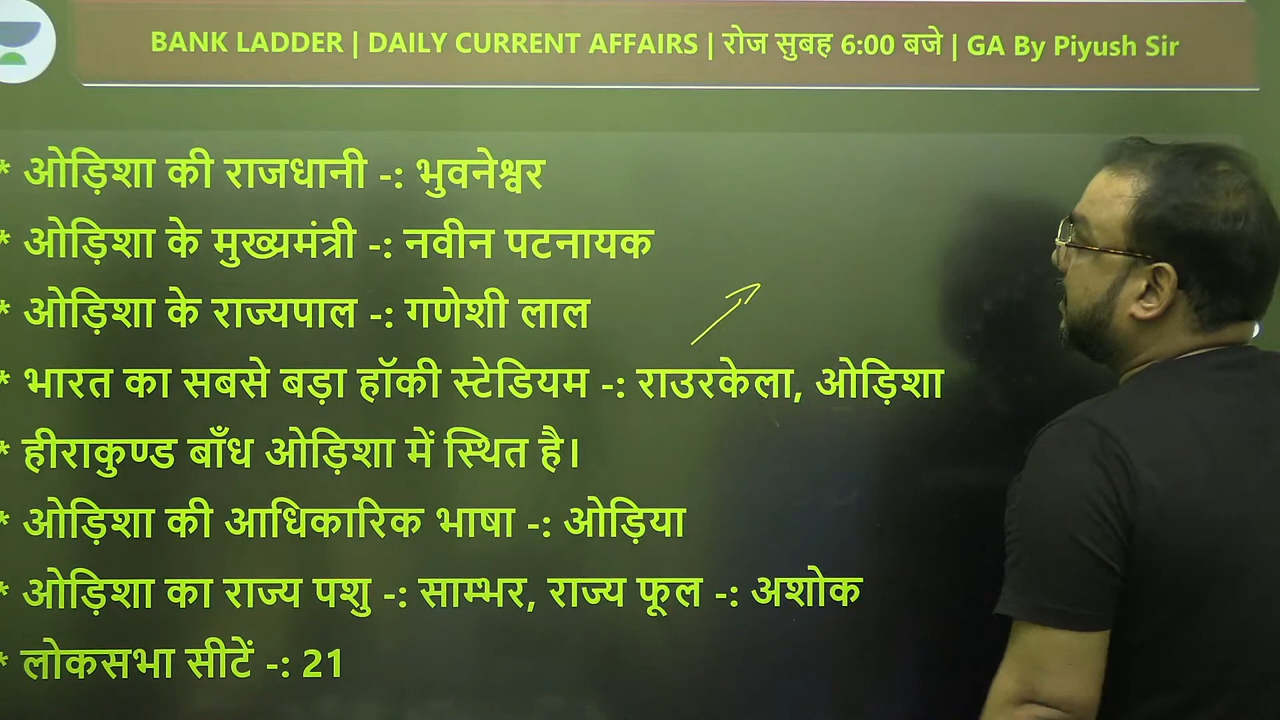 BANK LADDER | DAILY CURRENT AFFAIRS | रोज सुबह 6:00 बजे | GA By Piyush Sir
* ओड़िशा की राजधानी -: भुवनेश्वर
* ओड़िशा के मुख्यमंत्री -: नवीन पटनायक
* ओड़िशा के राज्यपाल -: गणेशी लाल
* भारत का सबसे बड़ा हॉकी स्टेडियम -: राउरकेला, ओड़िशा
* हीराकुण्ड बाँध ओड़िशा में स्थित है।
* ओड़िशा की आधिकारिक भाषा -: ओड़िया
* ओड़िशा का राज्य पशु -: साम्भर, राज्य फूल -: अशोक
* लोकसभा सीटें -: 21